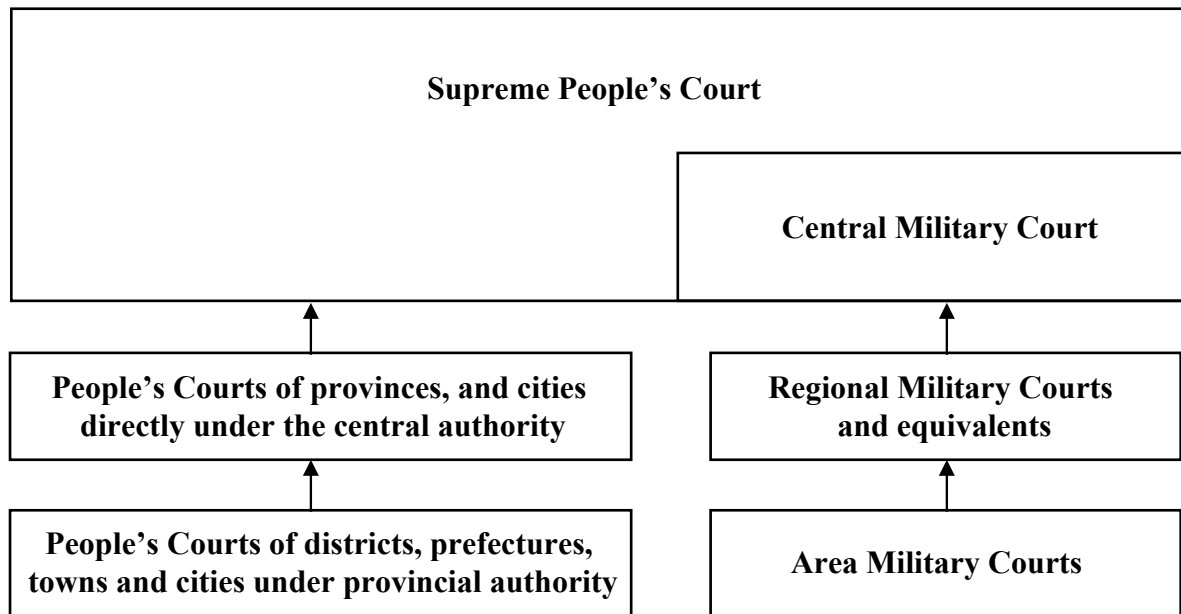 Supreme People’s Court
Central Military Court
People’s Courts of provinces, and cities
directly under the central authority
Regional Military Courts
and equivalents
People’s Courts of districts, prefectures,
towns and cities under provincial authority
Area Military Courts